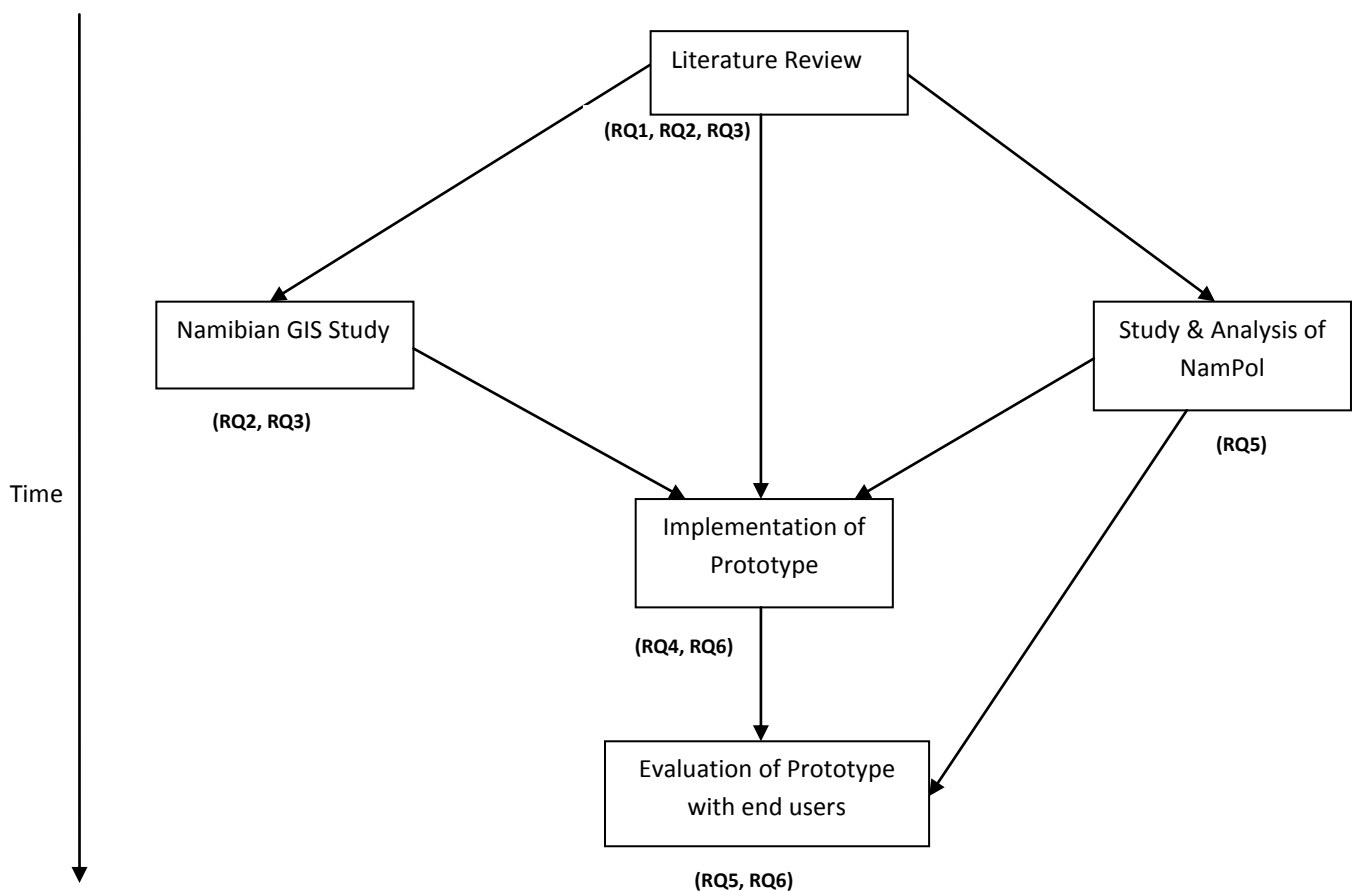 Literature Review
(RQ1, RQ2, RQ3)
Namibian GIS Study
(RQ2, RQ3)
Study & Analysis of
NamPol
(RQ5)
Time
Implementation of
Prototype
(RQ4, RQ6)
Evaluation of Prototype
with end users
(RQ5, RQ6)